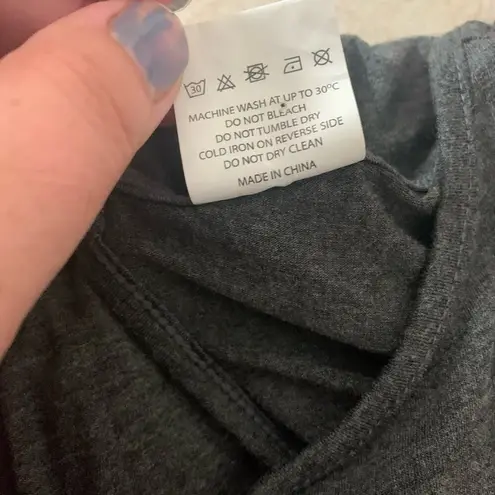 30
MACHINE WASH AT UP TO 30ºC
DO NOT BLEACH
DO NOT TUMBLE DRY
COLD IRON ON REVERSE SIDE
DO NOT DRY CLEAN
MADE IN CHINA